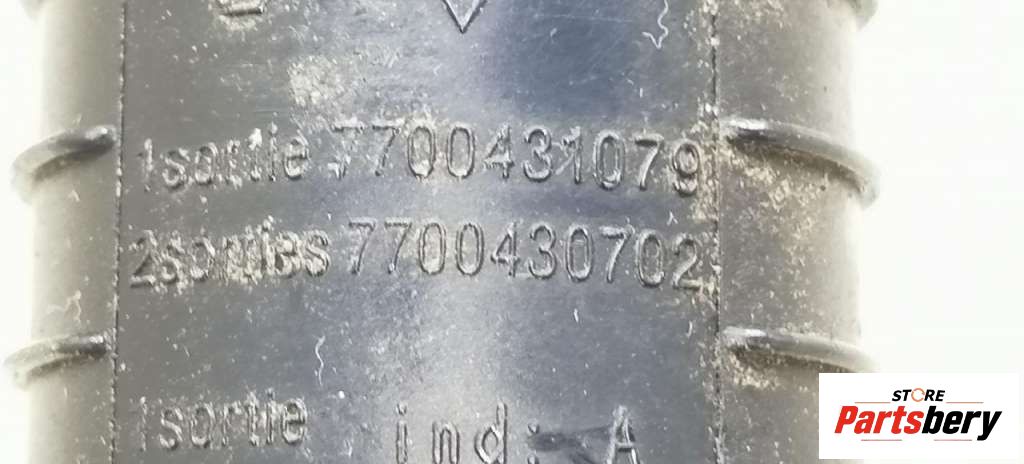 1sortie 7700431079
2sorties 7700430702
1sortie ind: A
STORE
Partsbery